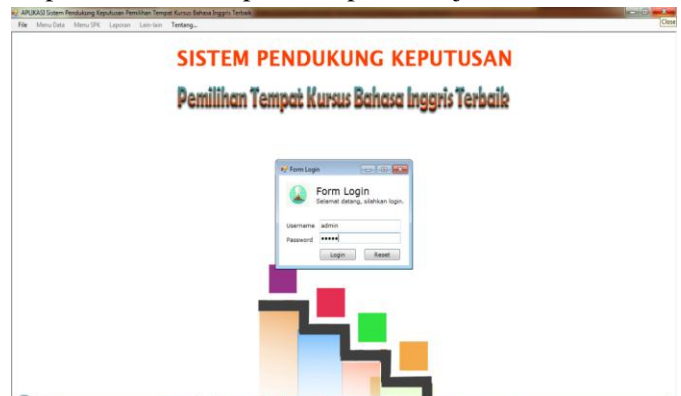 APLIKASI Sistem Pendukung Keputusan Pemilihan Tempat Kursus Bahasa Inggris Terbaik
Close
File Menu Data Menu SPK Laporan Lain-lain Tentang...
SISTEM PENDUKUNG KEPUTUSAN
Pemilihan Tempat Kursus Bahasa Inggris Terbaik
Form Login
Form Login
Selamat datang, silahkan login.
Username admin
Password •••••
Login Reset